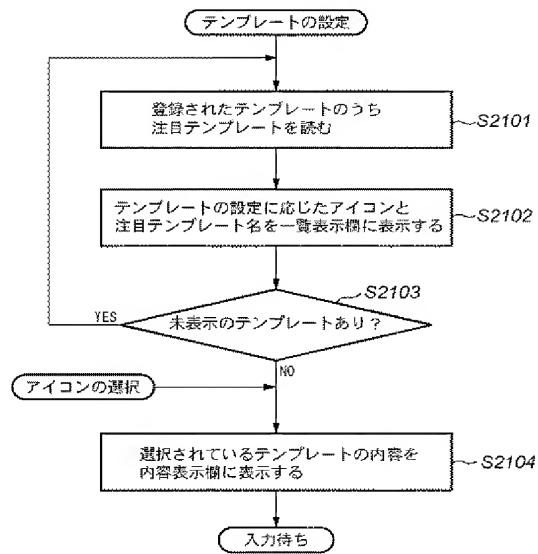 テンプレートの設定
登録されたテンプレートのうち
注目テンプレートを読む
S2101
テンプレートの設定に応じたアイコンと
注目テンプレート名を一覧表示欄に表示する
S2102
S2103
未表示のテンプレートあり?
YES
NO
アイコンの選択
選択されているテンプレートの内容を
内容表示欄に表示する
S2104
入力待ち